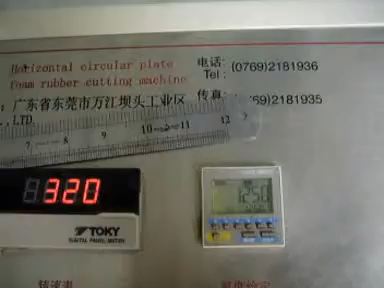 Horizontal circular plate
foam rubber cutting machine
电话: (0769)2181936
Tel:
: 广东省东莞市万江坝头工业区
传真: 69)2181935
.,LTD.
7 8 9 10 11 12
320
TOKY
DIGITAL PANEL METER
1250